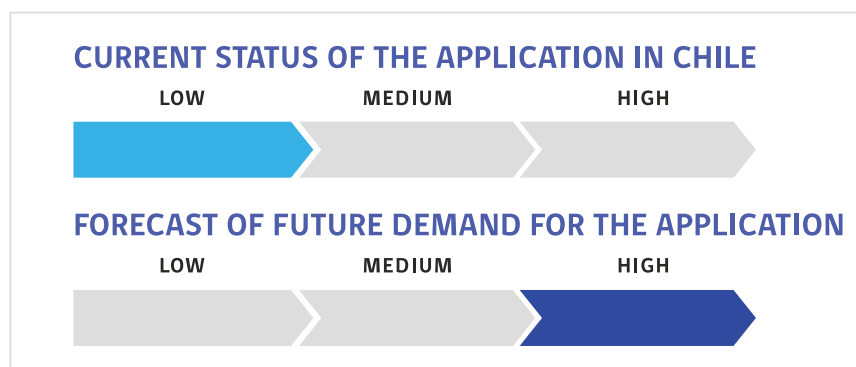 CURRENT STATUS OF THE APPLICATION IN CHILE
LOW MEDIUM HIGH
FORECAST OF FUTURE DEMAND FOR THE APPLICATION
LOW MEDIUM HIGH